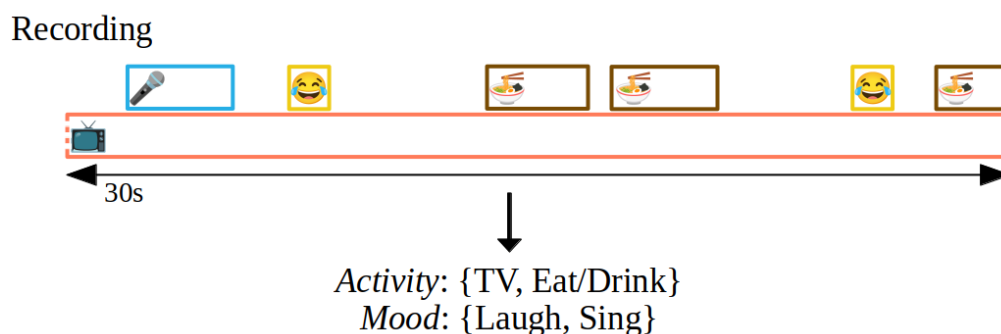 Recording
30s
Activity: {TV, Eat/Drink}
Mood: {Laugh, Sing}